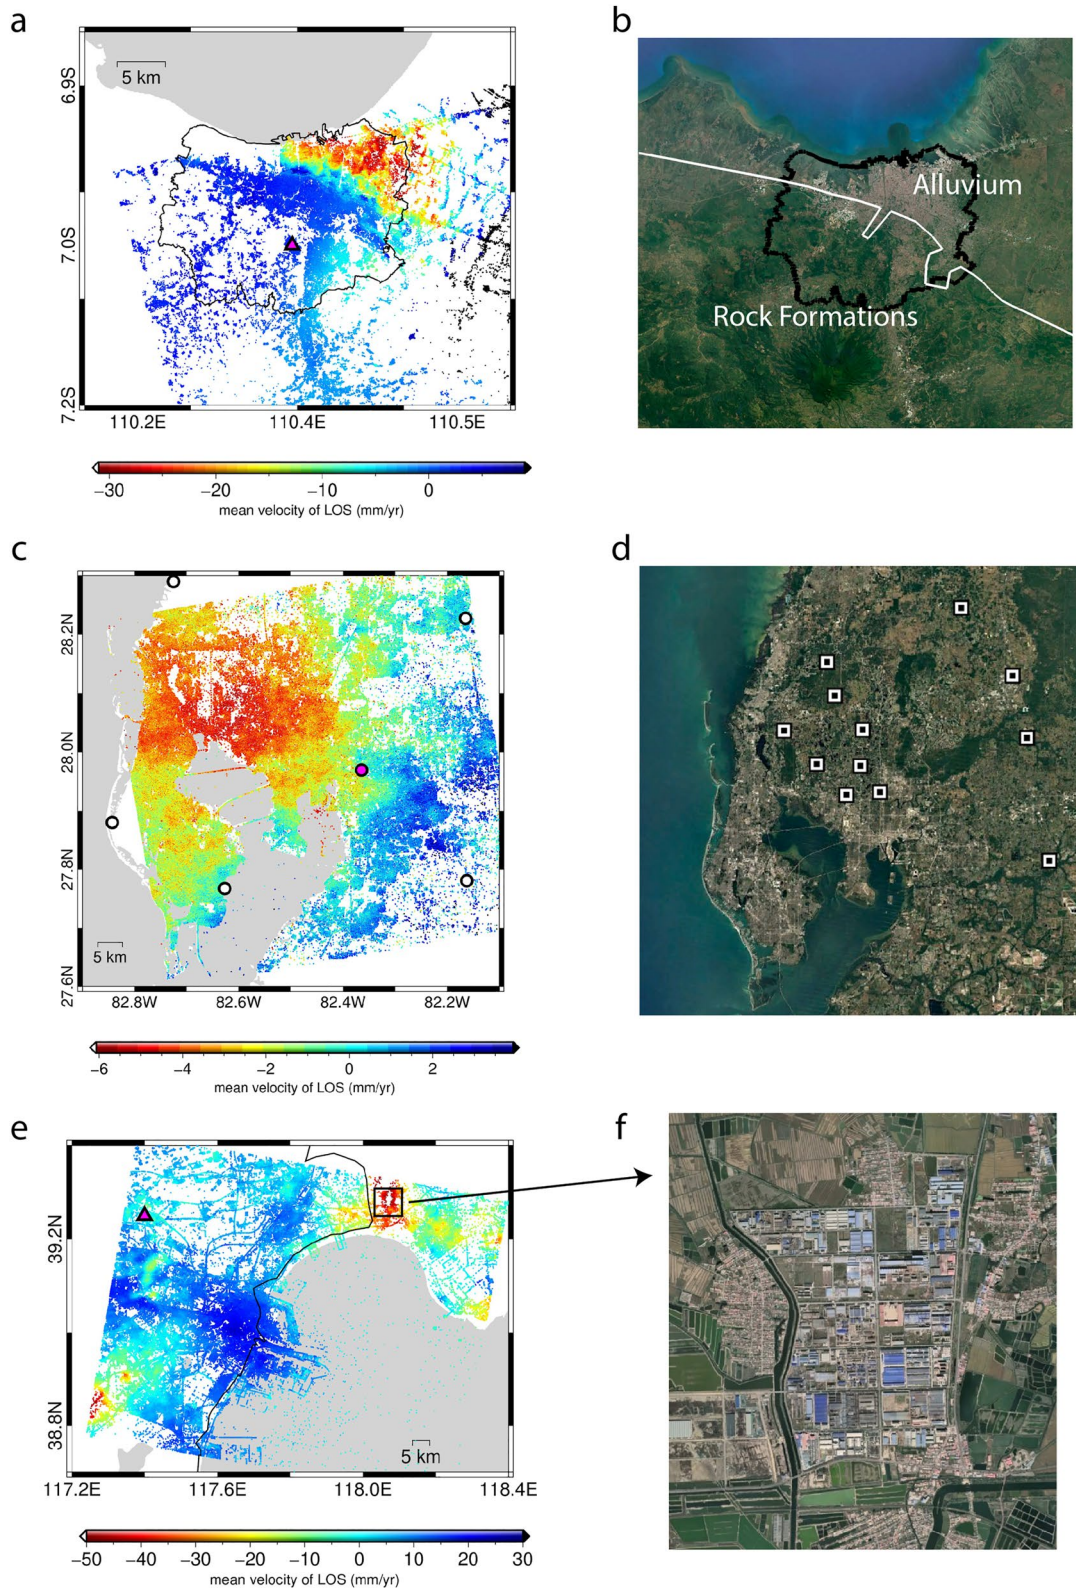 a
5 km
6.9S
7.0S
7.2S
110.2E 110.4E 110.5E
−30 −20 −10 0
mean velocity of LOS (mm/yr)
b
Alluvium
Rock Formations
c
28.2N
28.0N
27.8N
27.6N
5 km
82.8W 82.6W 82.4W 82.2W
−6 −4 −2 0 2
mean velocity of LOS (mm/yr)
d
e
39.2N
38.8N
5 km
117.2E 117.6E 118.0E 118.4E
−50 −40 −30 −20 −10 0 10 20 30
mean velocity of LOS (mm/yr)
f